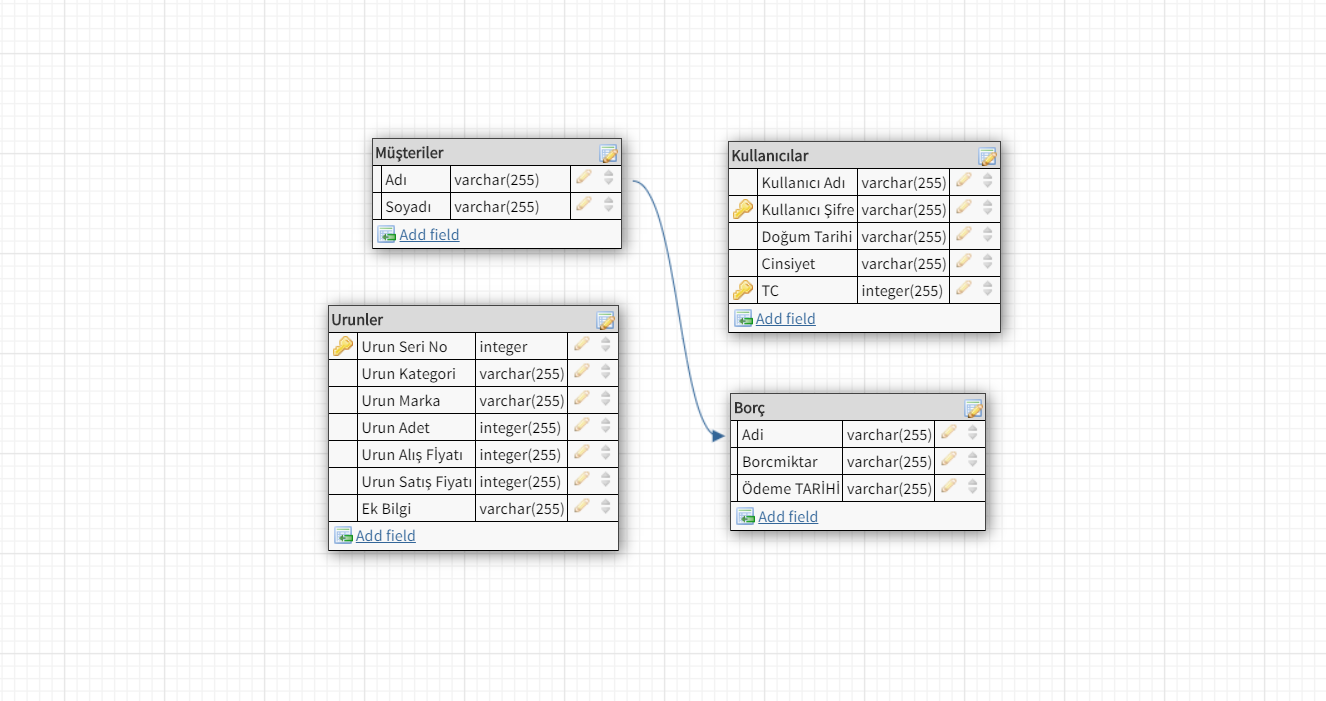 Müşteriler
Adı varchar(255)
Soyadı varchar(255)
Add field
Kullanıcılar
Kullanıcı Adı varchar(255)
Kullanıcı Şifre varchar(255)
Doğum Tarihi varchar(255)
Cinsiyet varchar(255)
TC integer(255)
Add field
Urunler
Urun Seri No integer
Urun Kategori varchar(255)
Urun Marka varchar(255)
Urun Adet integer(255)
Urun Alış Fİyatı integer(255)
Urun Satış Fiyatı integer(255)
Ek Bilgi varchar(255)
Add field
Borç
Adi varchar(255)
Borcmiktar varchar(255)
Ödeme TARİHİ varchar(255)
Add field